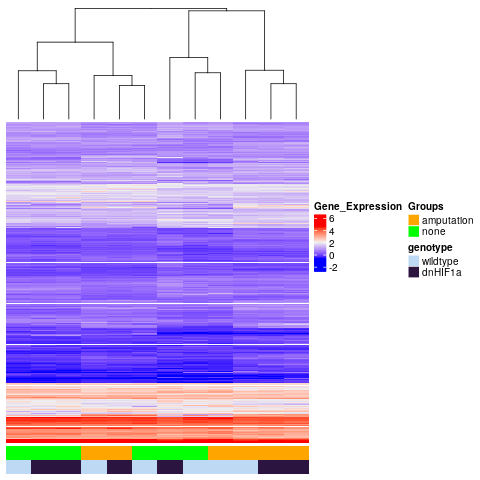 Gene_Expression
6
4
2
0
-2
Groups
amputation
none
genotype
wildtype
dnHIF1a